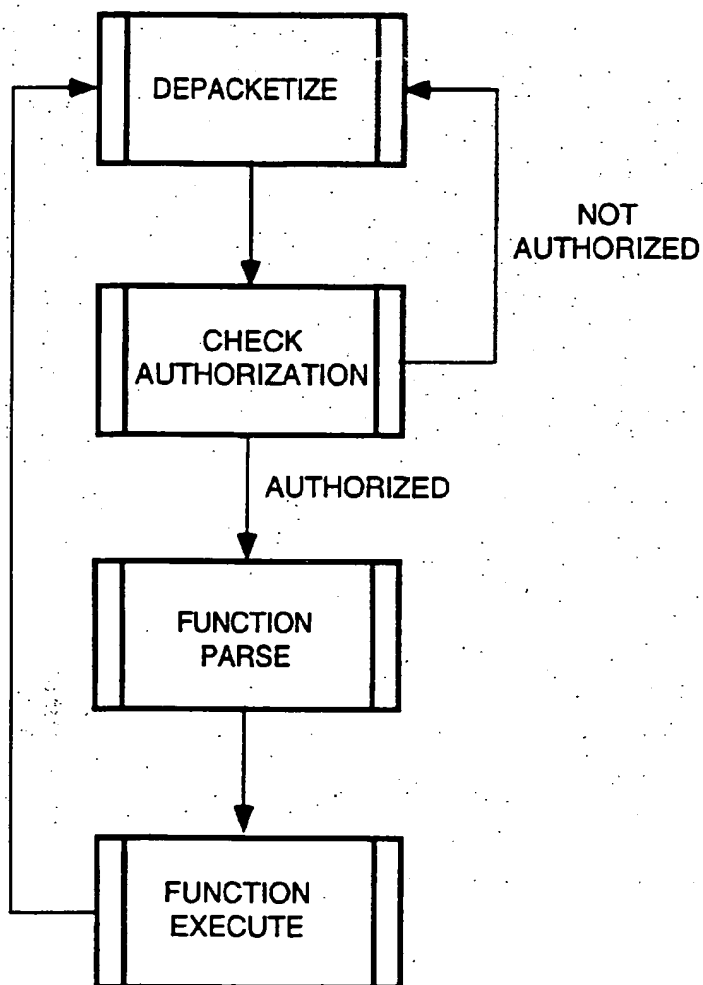 DEPACKETIZE
NOT
AUTHORIZED
CHECK
AUTHORIZATION
AUTHORIZED
FUNCTION
PARSE
FUNCTION
EXECUTE